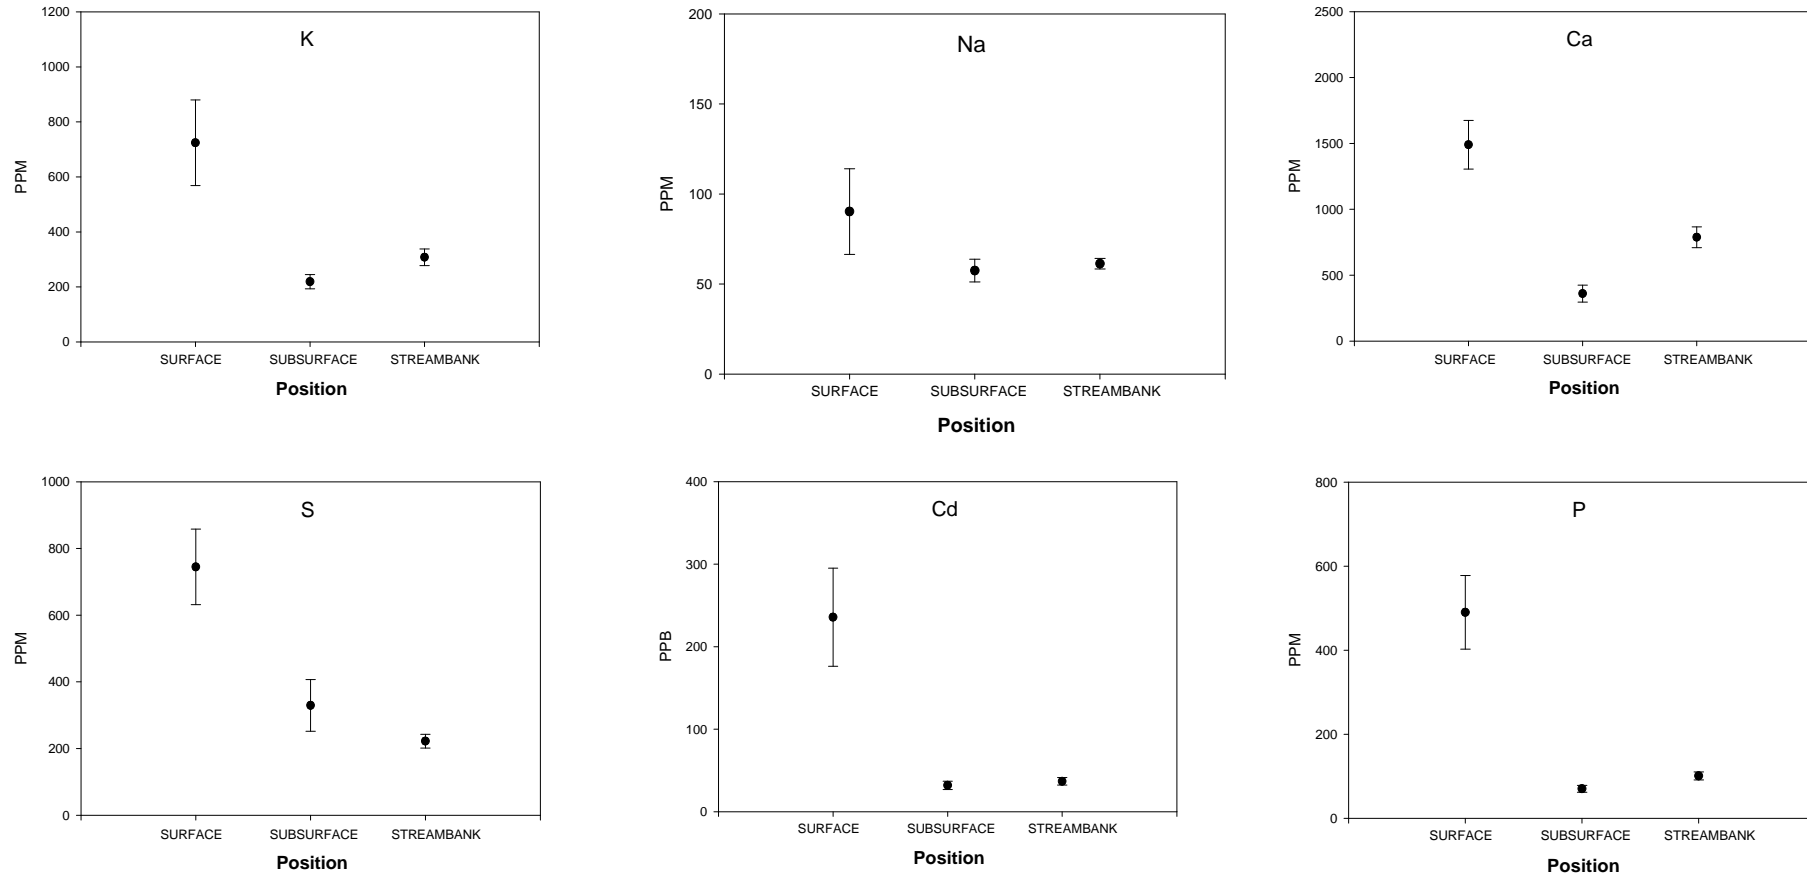 K
1200
1000
800
600
400
200
0
PPM
SURFACE SUBSURFACE STREAMBANK
Position
Na
200
150
100
50
0
PPM
SURFACE SUBSURFACE STREAMBANK
Position
Ca
2500
2000
1500
1000
500
0
PPM
SURFACE SUBSURFACE STREAMBANK
Position
S
1000
800
600
400
200
0
PPM
SURFACE SUBSURFACE STREAMBANK
Position
Cd
400
300
200
100
0
PPB
SURFACE SUBSURFACE STREAMBANK
Position
P
800
600
400
200
0
PPM
SURFACE SUBSURFACE STREAMBANK
Position